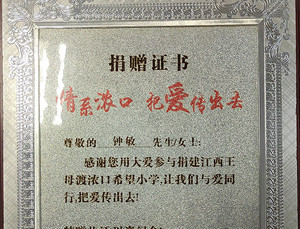 捐赠证书
情系浓口 把爱传出去
尊敬的 钟敏 先生/女士:
感谢您用大爱参与捐建江西王
母渡浓口希望小学,让我们与爱同
行,把爱传出去!